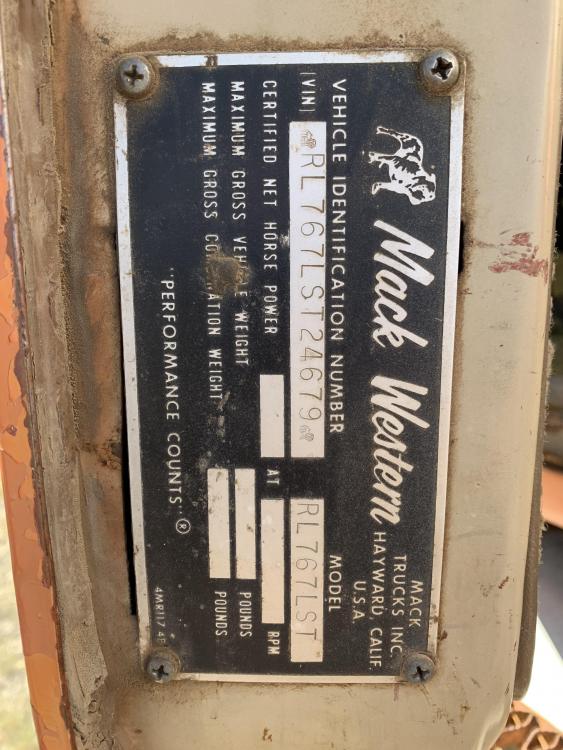 Mack Western
MACK
TRUCKS INC.
HAYWARD, CALIF.
U.S.A.
VEHICLE IDENTIFICATION NUMBER
MODEL
(VIN)
RL767LST24679
RL767LST
CERTIFIED NET HORSE POWER
AT
RPM
MAXIMUM GROSS VEHICLE WEIGHT
POUNDS
MAXIMUM GROSS COMBINATION WEIGHT
POUNDS
"PERFORMANCE COUNTS"®